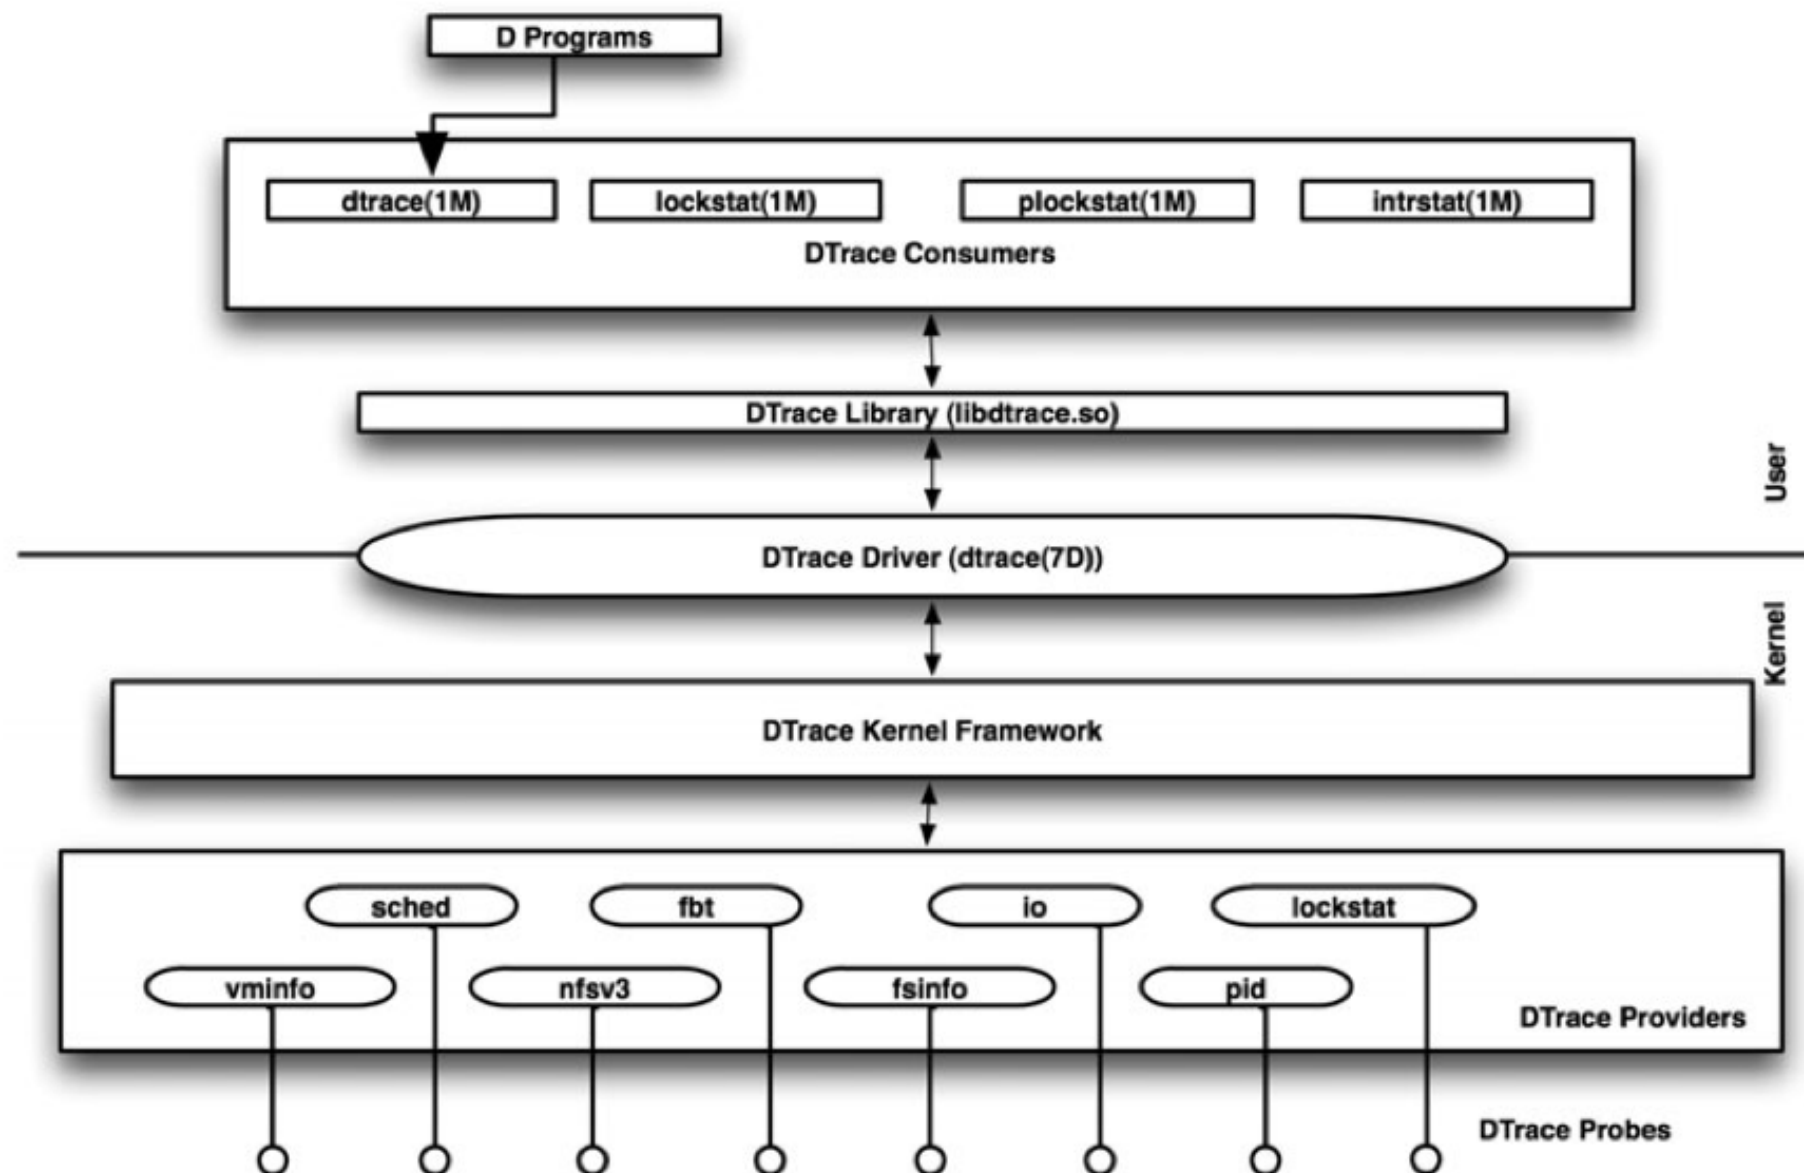 D Programs
dtrace(1M)
lockstat(1M)
plockstat(1M)
intrstat(1M)
DTrace Consumers
DTrace Library (libdtrace.so)
User
DTrace Driver (dtrace(7D))
Kernel
DTrace Kernel Framework
sched
fbt
io
lockstat
vminfo
nfsv3
fsinfo
pid
DTrace Providers
DTrace Probes